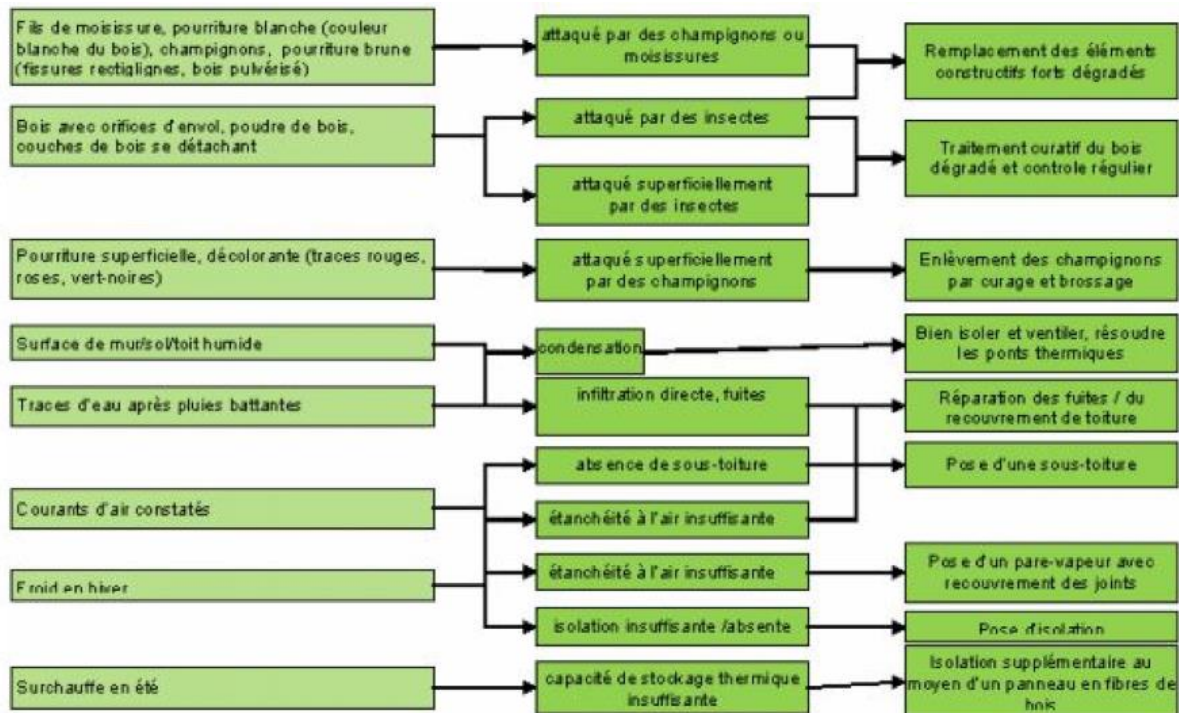 Fils de moisissure, pourriture blanche (couleur
blanche du bois), champignons, pourriture brune
(fissures rectiglignes, bois pulvérisé)
attaqué par des champignons ou
moisissures
Remplacement des éléments
constructifs forts dégradés
Bois avec orifices d'envol, poudre de bois,
couches de bois se détachant
attaqué par des insectes
Traitement curatif du bois
dégradé et controle régulier
attaqué superficiellement
par des insectes
Pourriture superficielle, décolorante (traces rouges,
roses, vert-noires)
attaqué superficiellement
par des champignons
Enlèvement des champignons
par curage et brossage
Surface de mur/sol/toit humide
condensation
Bien isoler et ventiler, résoudre
les ponts thermiques
Traces d'eau après pluies battantes
infiltration directe, fuites
Réparation des fuites / du
recouvrement de toiture
absence de sous-toiture
Pose d'une sous-toiture
Courants d'air constatés
étanchéité à l'air insuffisante
étanchéité à l'air insuffisante
Pose d'un pare-vapeur avec
recouvrement des joints
Froid en hiver
isolation insuffisante /absente
Pose d'isolation
Surchauffe en été
capacité de stockage thermique
insuffisante
Isolation supplémentaire au
moyen d'un panneau en fibres de
bois